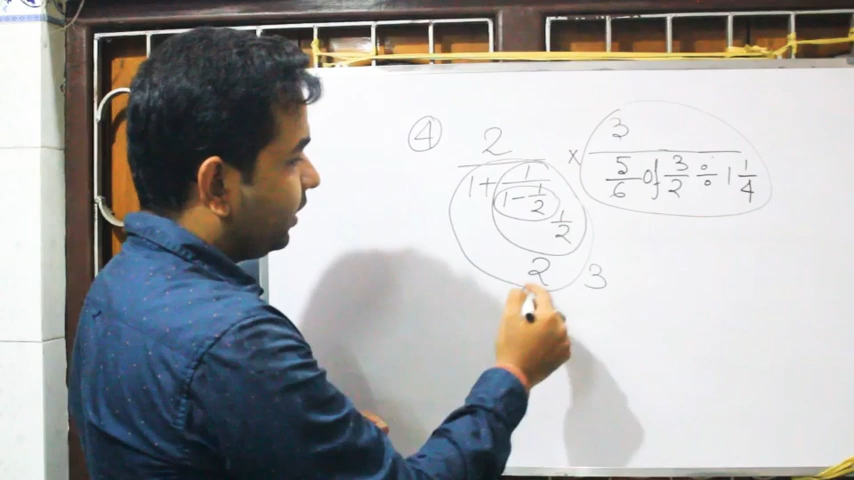 ④ 2 / (1 + 1 / (1 - 1/2)) × 3 / (5/6 of 3/2 ÷ 1 1/4)
1/2
2 3